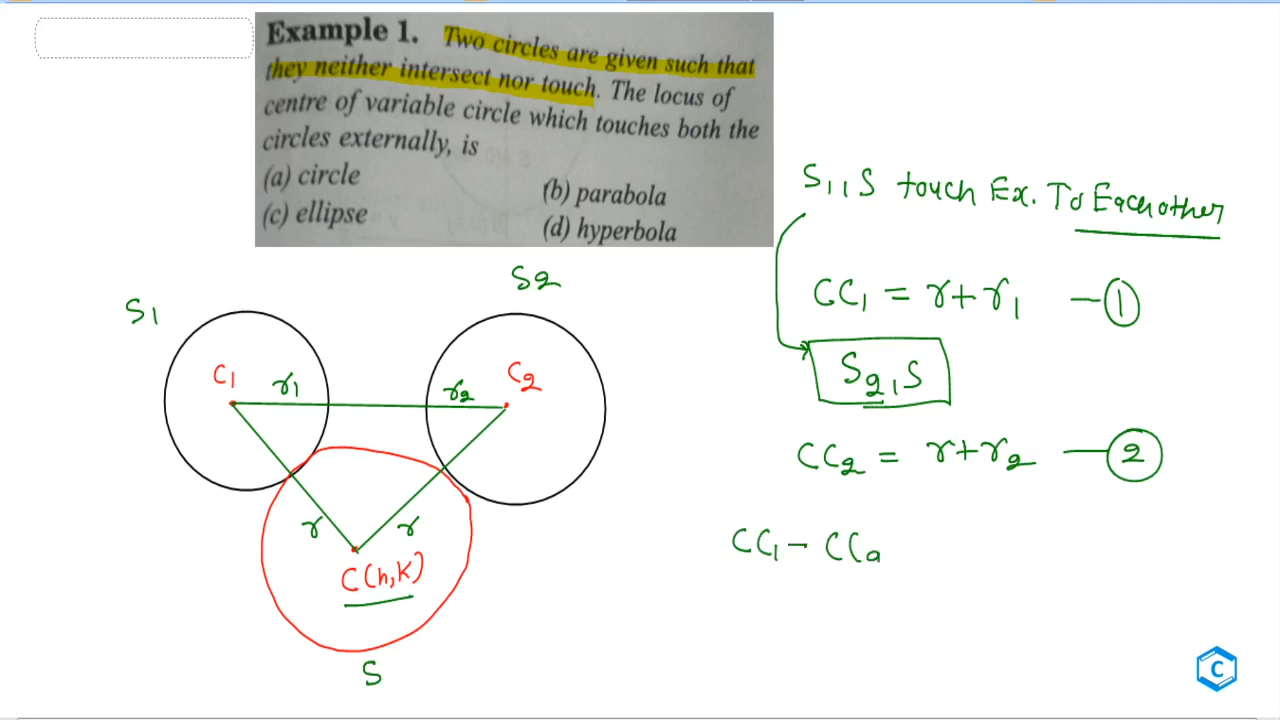 Example 1. Two circles are given such that
they neither intersect nor touch. The locus of
centre of variable circle which touches both the
circles externally, is
(a) circle
(b) parabola
(c) ellipse
(d) hyperbola
S1, S touch Ex. To Each other
CC1 = r+r1 — 1
S2, S
CC2 = r+r2 — 2
CC1 - CC2
S1
S2
C1
r1
r2
C2
r
r
C(h,K)
S
C